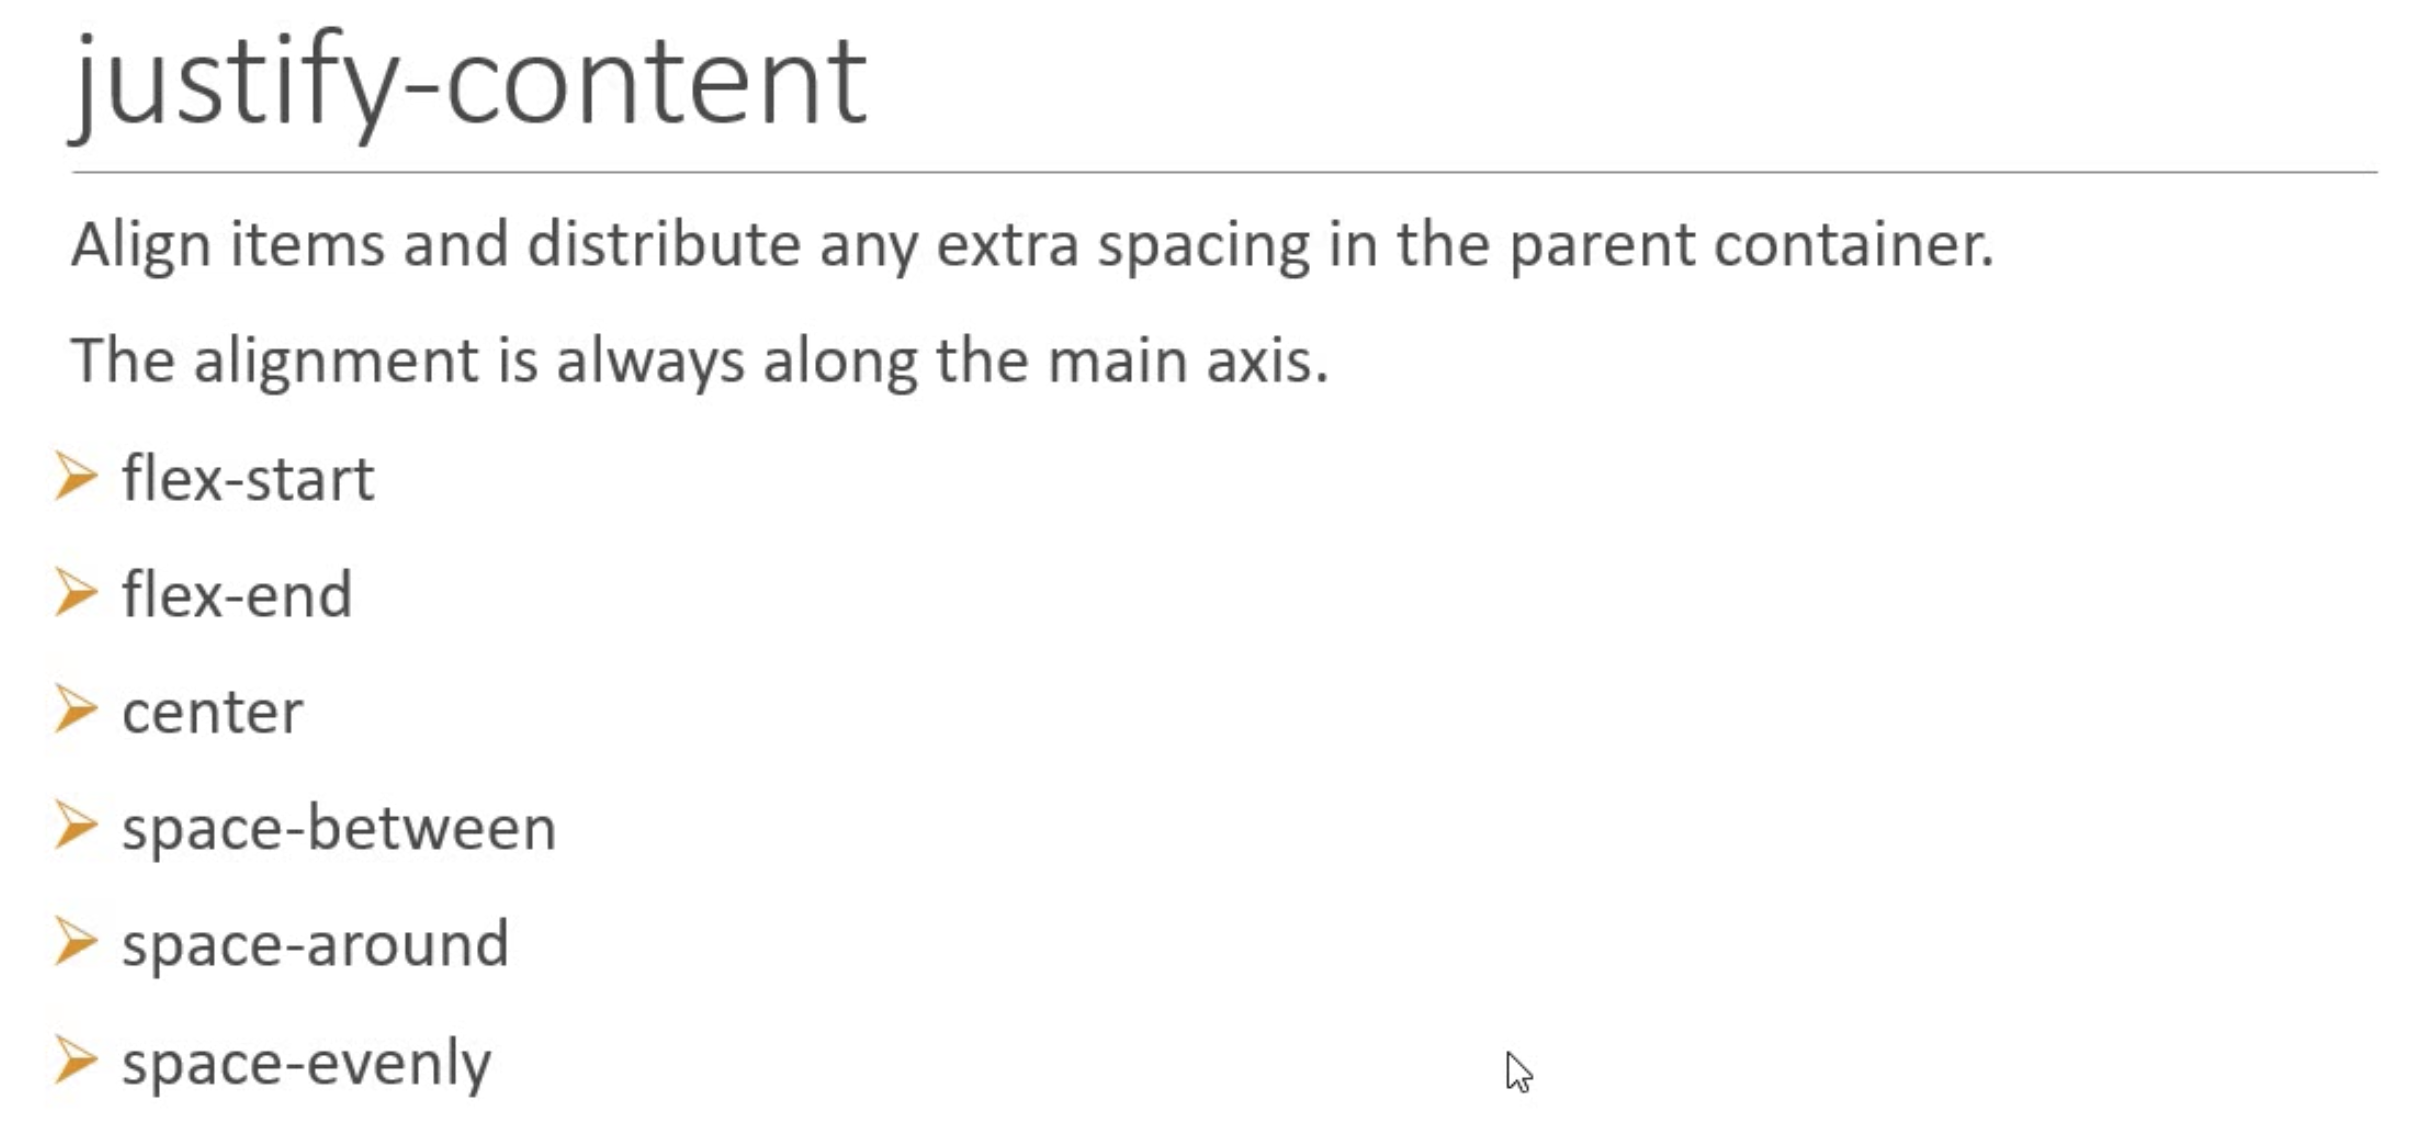 justify-content
Align items and distribute any extra spacing in the parent container.
The alignment is always along the main axis.
flex-start
flex-end
center
space-between
space-around
space-evenly